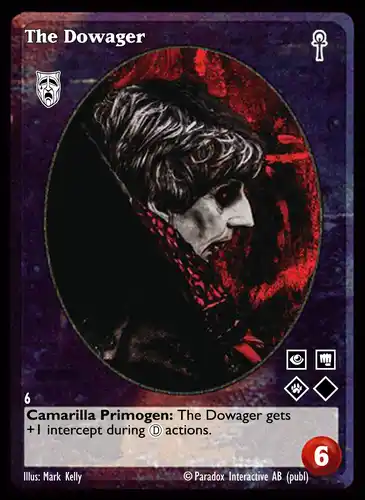 The Dowager
6
Camarilla Primogen: The Dowager gets
+1 intercept during Ⓓ actions.
6
Illus: Mark Kelly
© Paradox Interactive AB (publ)